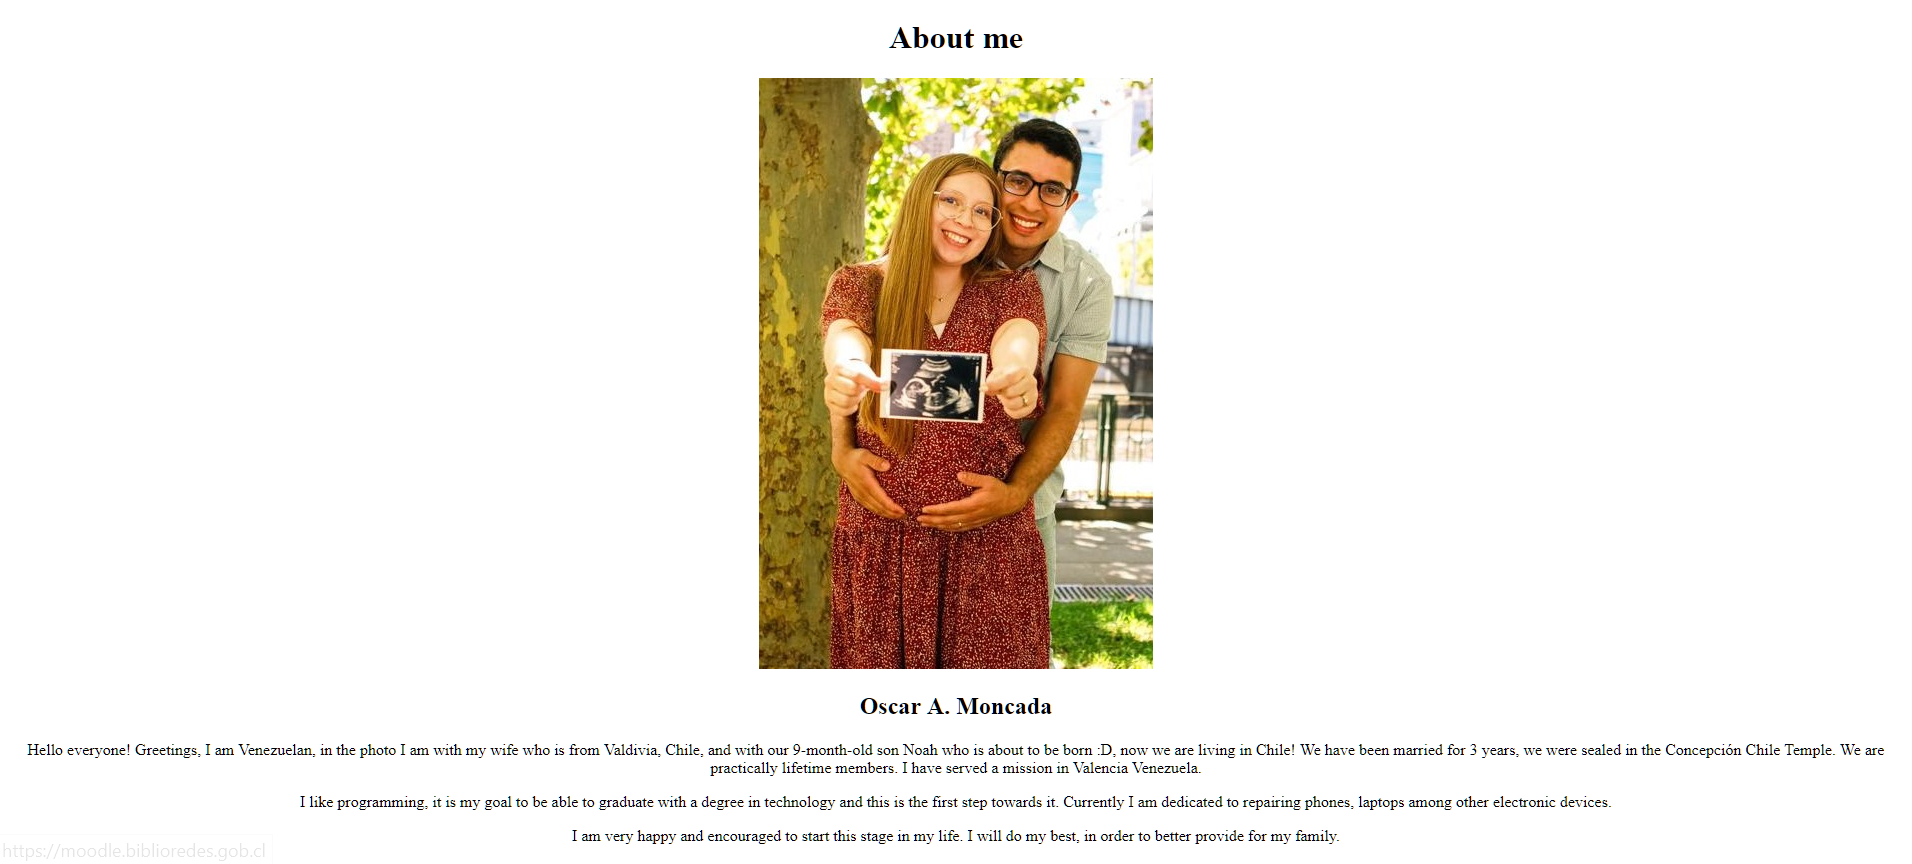 About me
Oscar A. Moncada
Hello everyone! Greetings, I am Venezuelan, in the photo I am with my wife who is from Valdivia, Chile, and with our 9-month-old son Noah who is about to be born :D, now we are living in Chile! We have been married for 3 years, we were sealed in the Concepción Chile Temple. We are
practically lifetime members. I have served a mission in Valencia Venezuela.
I like programming, it is my goal to be able to graduate with a degree in technology and this is the first step towards it. Currently I am dedicated to repairing phones, laptops among other electronic devices.
I am very happy and encouraged to start this stage in my life. I will do my best, in order to better provide for my family.
https://moodle.biblioredes.gob.cl